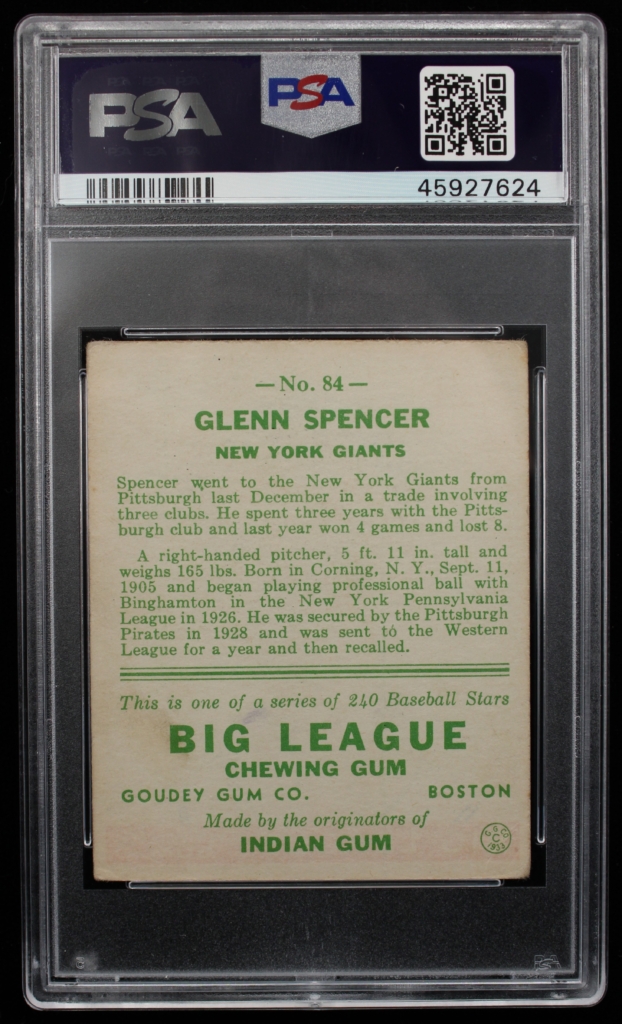 PSA
PSA
45927624
— No. 84 —
GLENN SPENCER
NEW YORK GIANTS
Spencer went to the New York Giants from
Pittsburgh last December in a trade involving
three clubs. He spent three years with the Pitts-
burgh club and last year won 4 games and lost 8.
A right-handed pitcher, 5 ft. 11 in. tall and
weighs 165 lbs. Born in Corning, N. Y., Sept. 11,
1905 and began playing professional ball with
Binghamton in the New York Pennsylvania
League in 1926. He was secured by the Pittsburgh
Pirates in 1928 and was sent to the Western
League for a year and then recalled.
This is one of a series of 240 Baseball Stars
BIG LEAGUE
CHEWING GUM
GOUDEY GUM CO. BOSTON
Made by the originators of
INDIAN GUM
G. G. CO.
C
1933
PSA